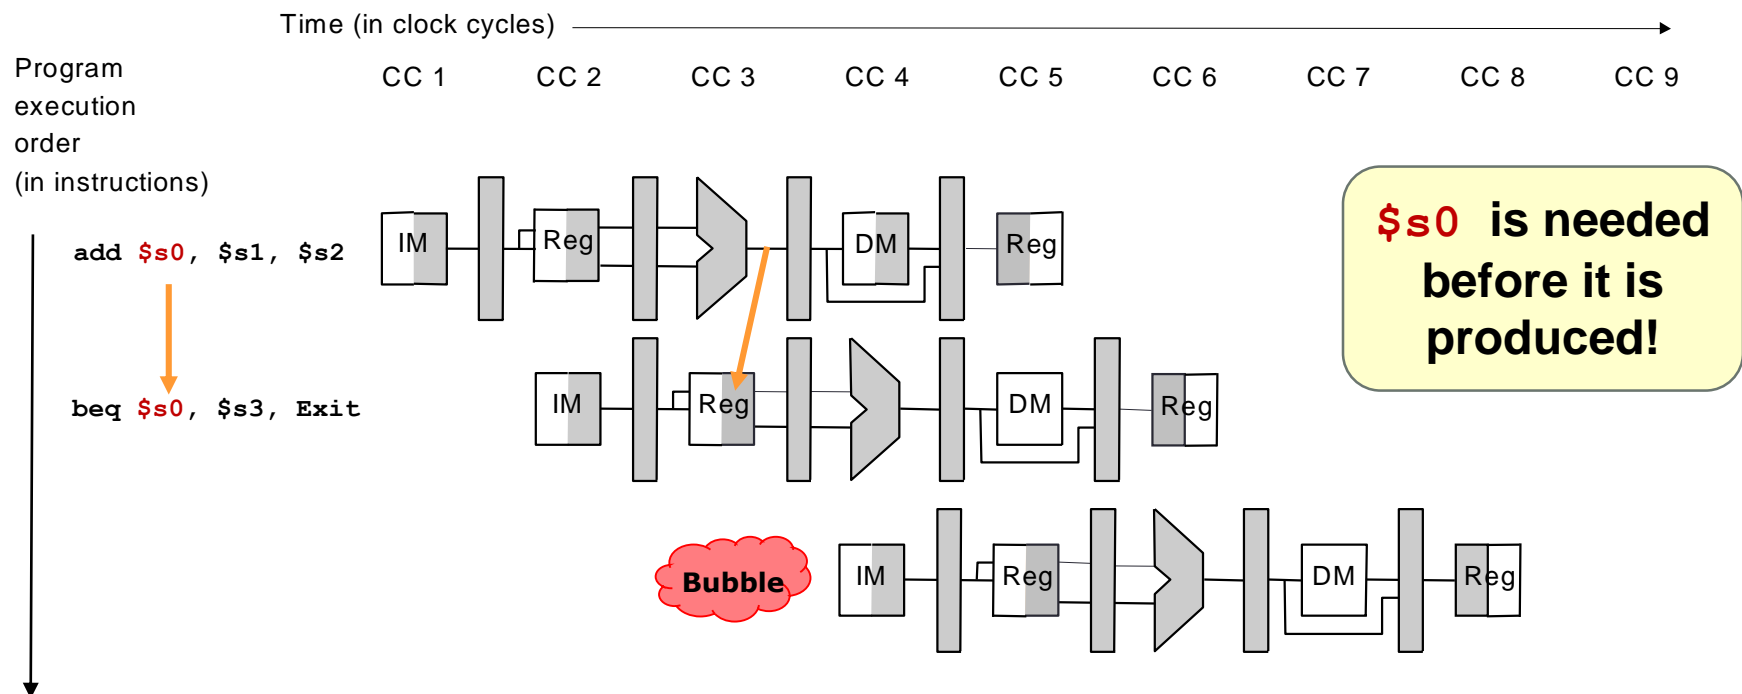 Time (in clock cycles)
Program
execution
order
(in instructions)
CC 1 CC 2 CC 3 CC 4 CC 5 CC 6 CC 7 CC 8 CC 9
add $s0, $s1, $s2
IM Reg DM Reg
$s0 is needed
before it is
produced!
beq $s0, $s3, Exit
IM Reg DM Reg
Bubble
IM Reg DM Reg